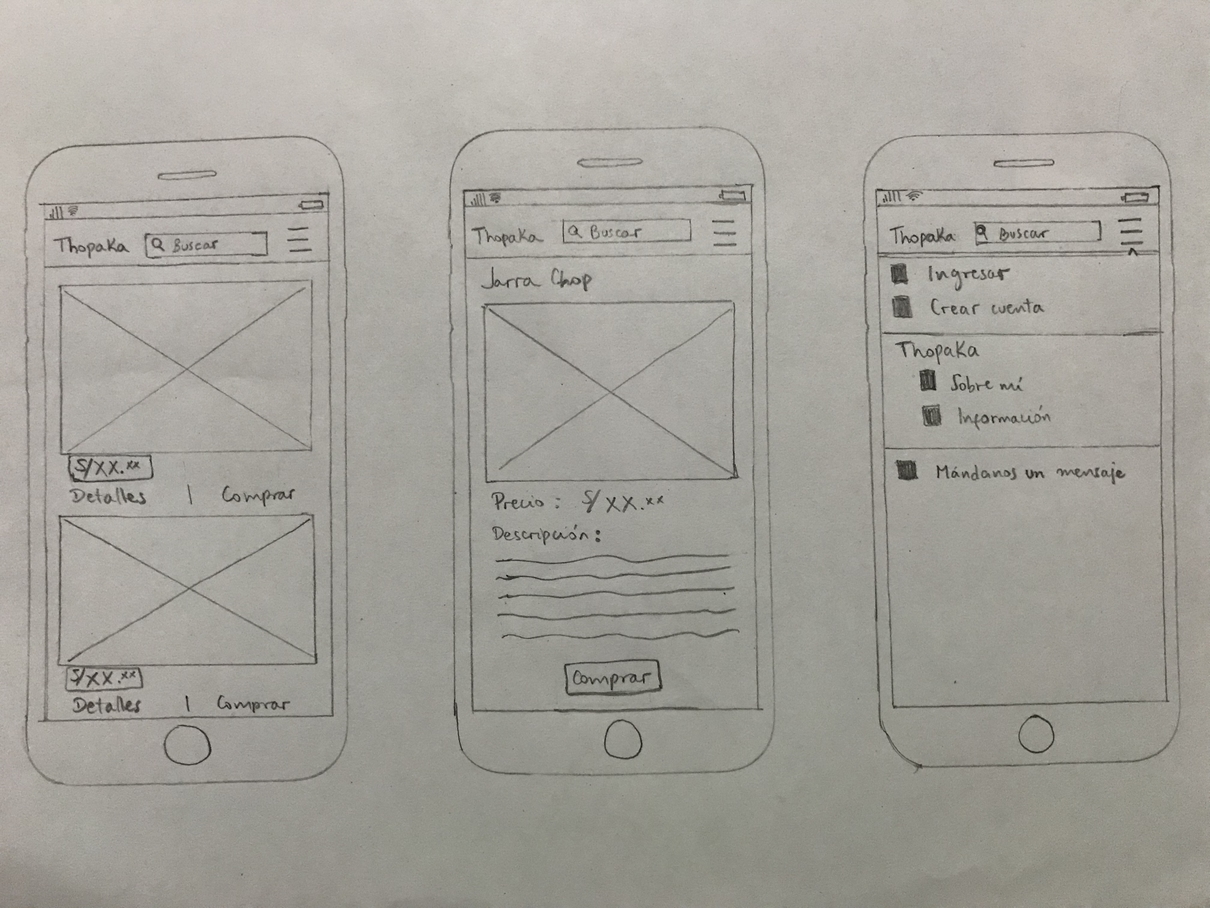 Thopaka Buscar
S/XX.xx
Detalles | Comprar
S/XX.xx
Detalles | Comprar
Thopaka Buscar
Jarra Chop
Precio : S/XX.xx
Descripción:
Comprar
Thopaka Buscar
Ingresar
Crear cuenta
Thopaka
Sobre mí
Información
Mándanos un mensaje